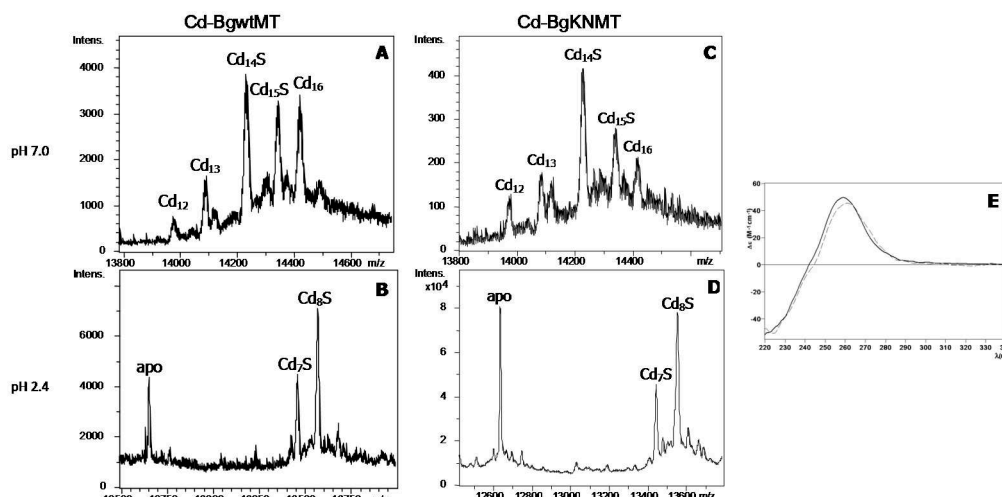 Cd-BgwtMT
Cd-BgKNMT
pH 7.0
Intens.
A
4000
3000
2000
1000
0
Cd12
Cd13
Cd14S
Cd15S
Cd16
13800 14000 14200 14400 14600 m/z
Intens.
C
400
300
200
100
0
Cd12
Cd13
Cd14S
Cd15S
Cd16
13800 14000 14200 14400 m/z
pH 2.4
Intens.
B
6000
4000
2000
0
apo
Cd7S
Cd8S
Intens.
x10^4
D
8
6
4
2
0
apo
Cd7S
Cd8S
12600 12800 13000 13200 13400 13600 m/z
E
Δε (M⁻¹ cm⁻¹)
60
40
20
0
-20
-40
220 230 240 250 260 270 280 290 300 310 320 330